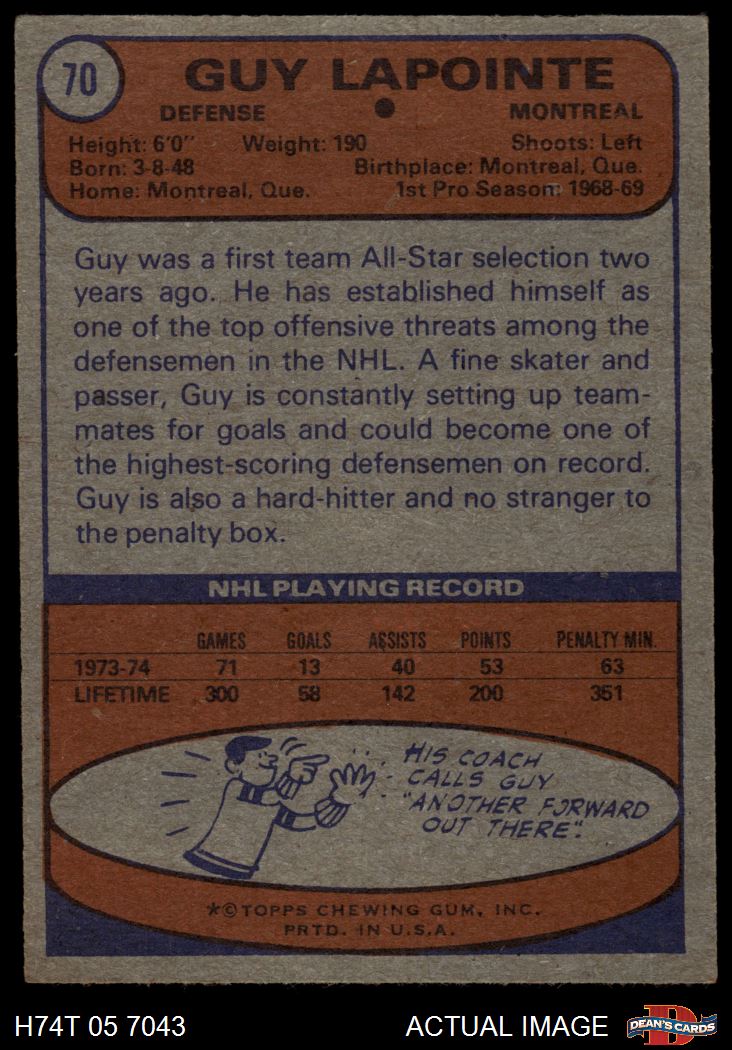 70
GUY LAPOINTE
DEFENSE ● MONTREAL
Height: 6'0" Weight: 190 Shoots: Left
Born: 3-8-48 Birthplace: Montreal, Que.
Home: Montreal, Que. 1st Pro Season: 1968-69
Guy was a first team All-Star selection two
years ago. He has established himself as
one of the top offensive threats among the
defensemen in the NHL. A fine skater and
passer, Guy is constantly setting up team-
mates for goals and could become one of
the highest-scoring defensemen on record.
Guy is also a hard-hitter and no stranger to
the penalty box.
NHL PLAYING RECORD
GAMES GOALS ASSISTS POINTS PENALTY MIN.
1973-74 71 13 40 53 63
LIFETIME 300 58 142 200 351
HIS COACH
CALLS GUY
"ANOTHER FORWARD
OUT THERE".
*©TOPPS CHEWING GUM, INC.
PRTD. IN U.S.A.
H74T 05 7043 ACTUAL IMAGE D DEAN'S CARDS